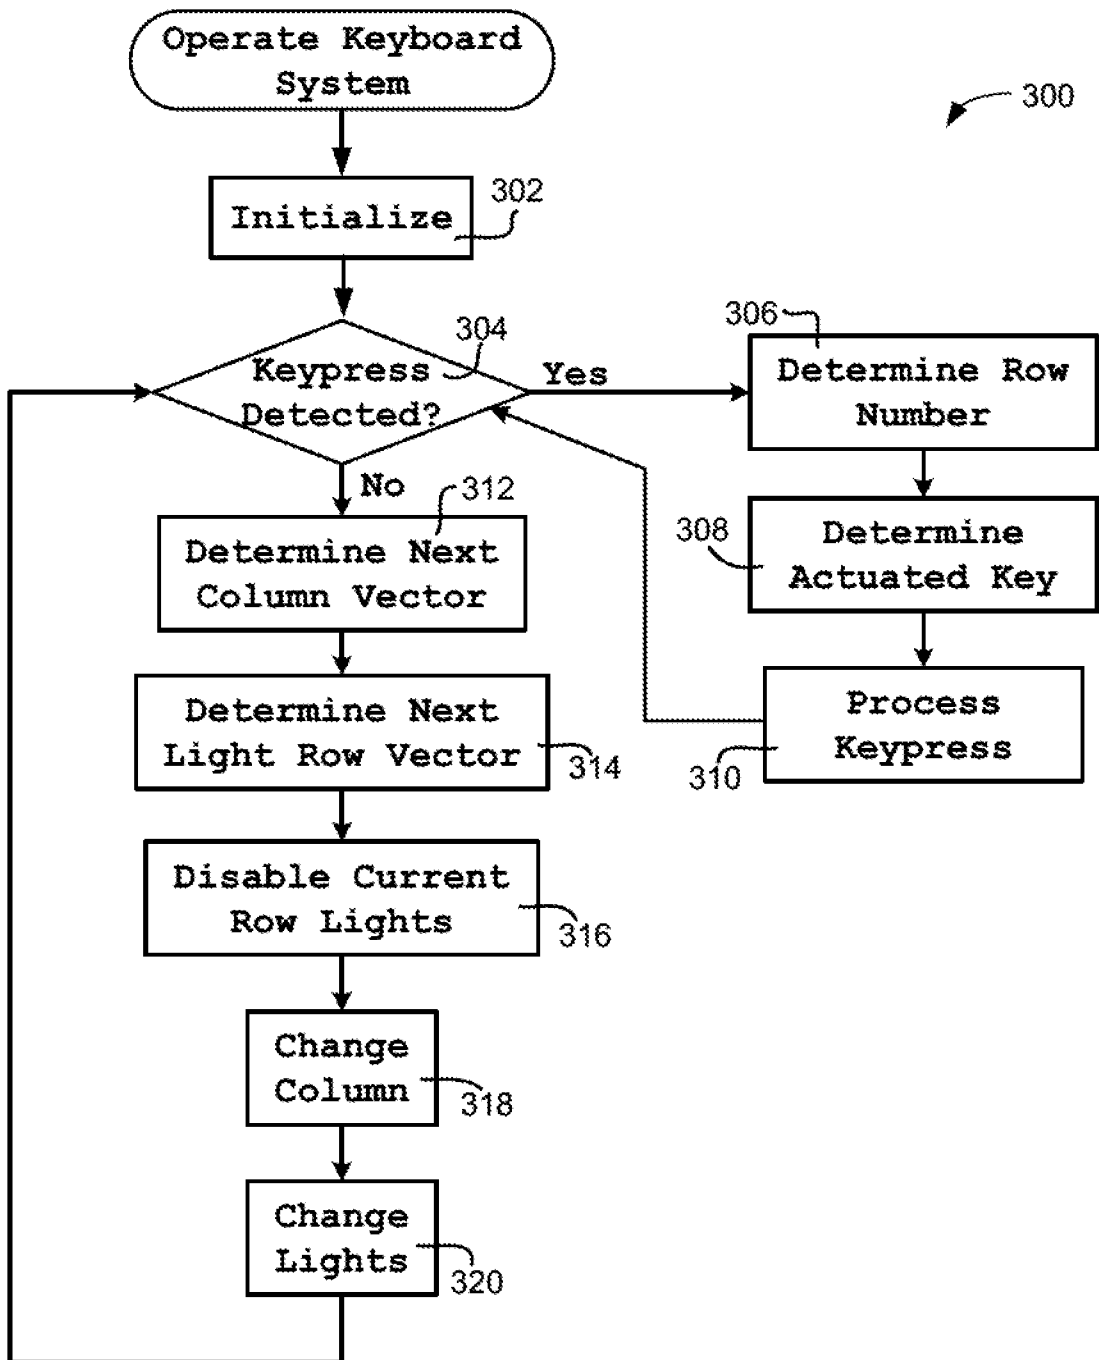 Operate Keyboard
System
300
302
Initialize
304
Keypress
Detected?
Yes
306
Determine Row
Number
No
312
Determine Next
Column Vector
308
Determine
Actuated Key
Determine Next
Light Row Vector
314
Process
Keypress
310
Disable Current
Row Lights
316
Change
Column
318
Change
Lights
320